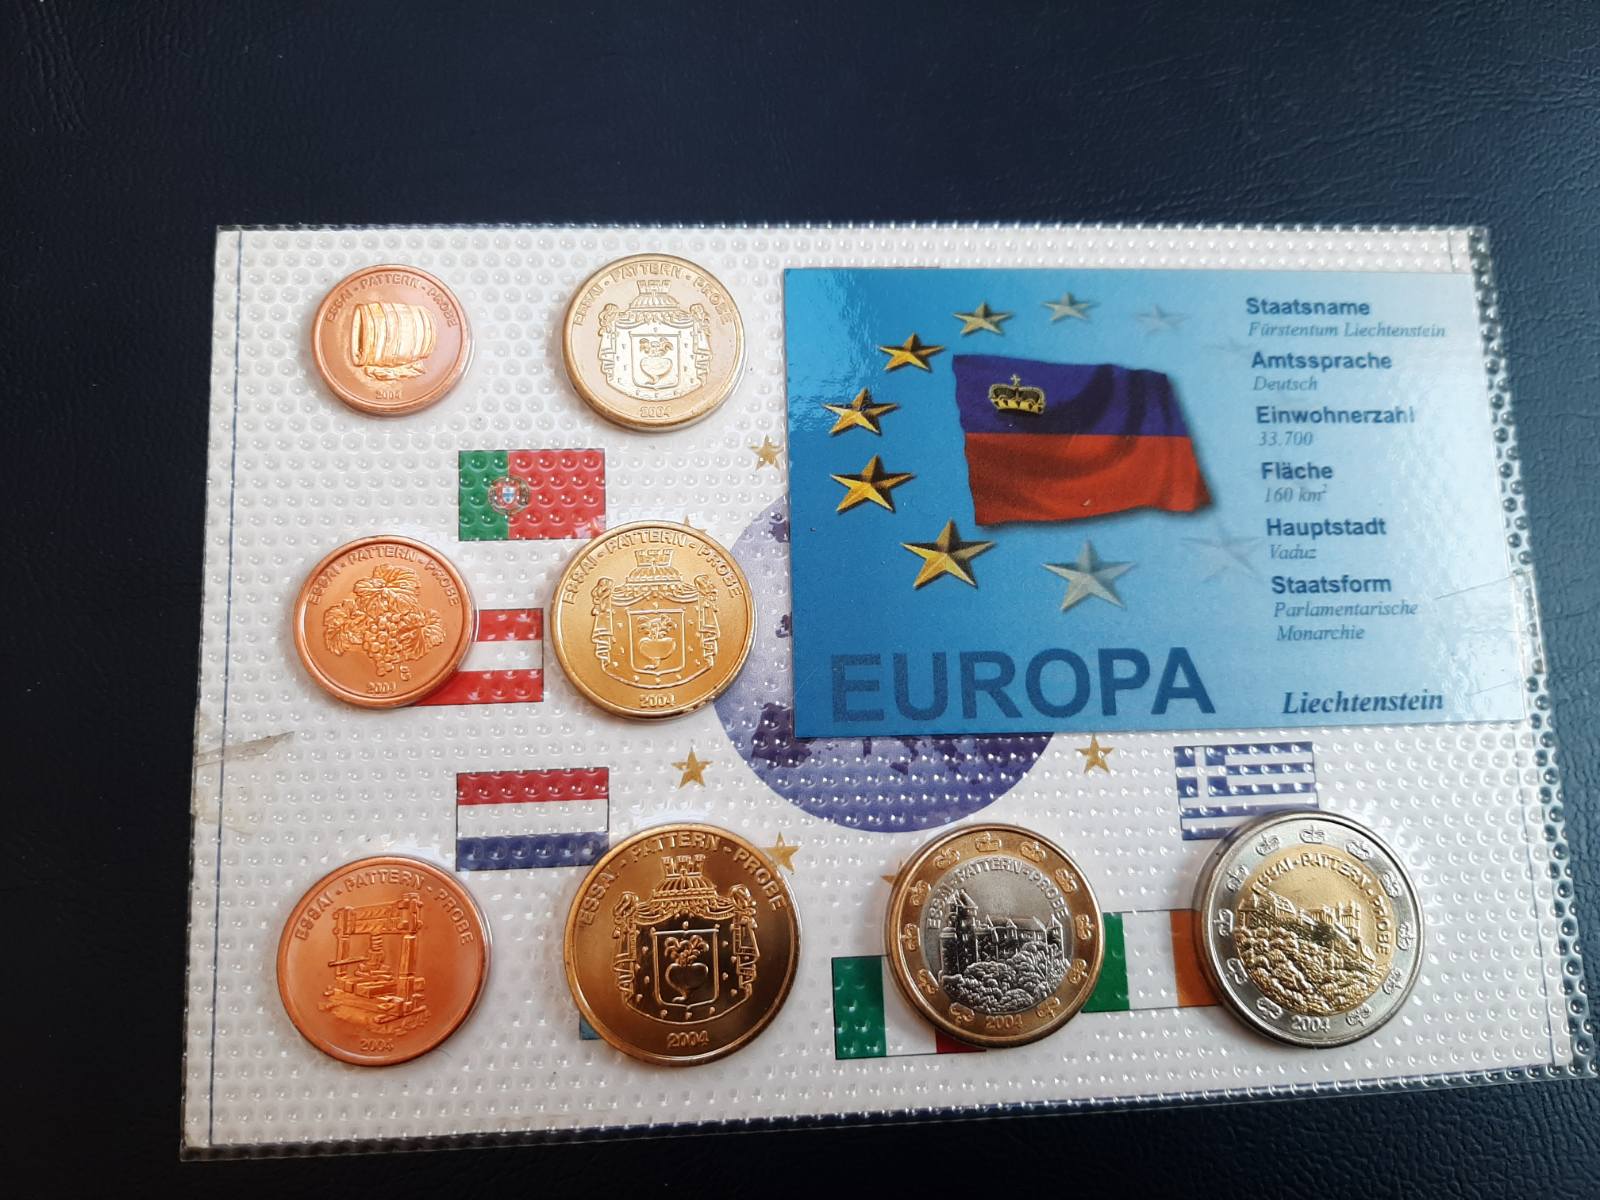 ESSAI - PATTERN - PROBE
2004
ESSAI - PATTERN - PROBE
2004
Staatsname
Fürstentum Liechtenstein
Amtssprache
Deutsch
Einwohnerzahl
33.700
Fläche
160 km²
Hauptstadt
Vaduz
Staatsform
Parlamentarische
Monarchie
EUROPA
Liechtenstein
ESSAI - PATTERN - PROBE
2004
ESSAI - PATTERN - PROBE
2004
ESSAI - PATTERN - PROBE
2004
ESSAI - PATTERN - PROBE
2004
ESSAI - PATTERN - PROBE
2004
ESSAI - PATTERN - PROBE
2004